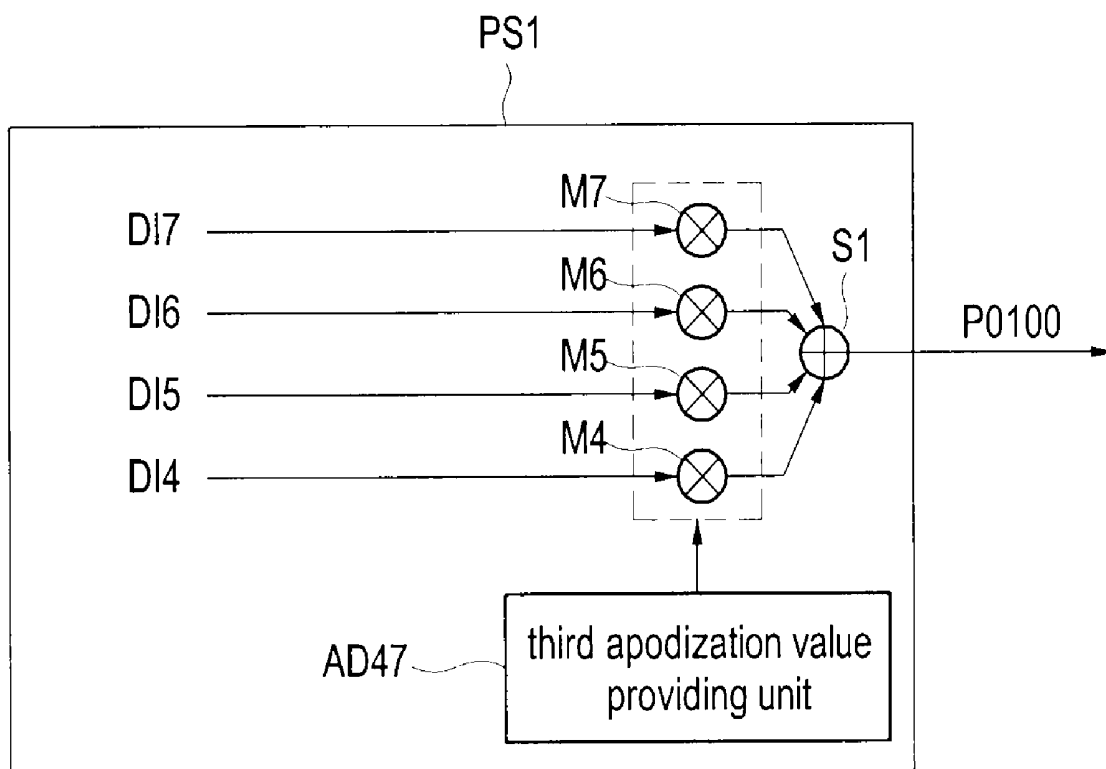 PS1
M7
DI7
S1
M6
DI6
P0100
M5
DI5
M4
DI4
third apodization value
providing unit
AD47